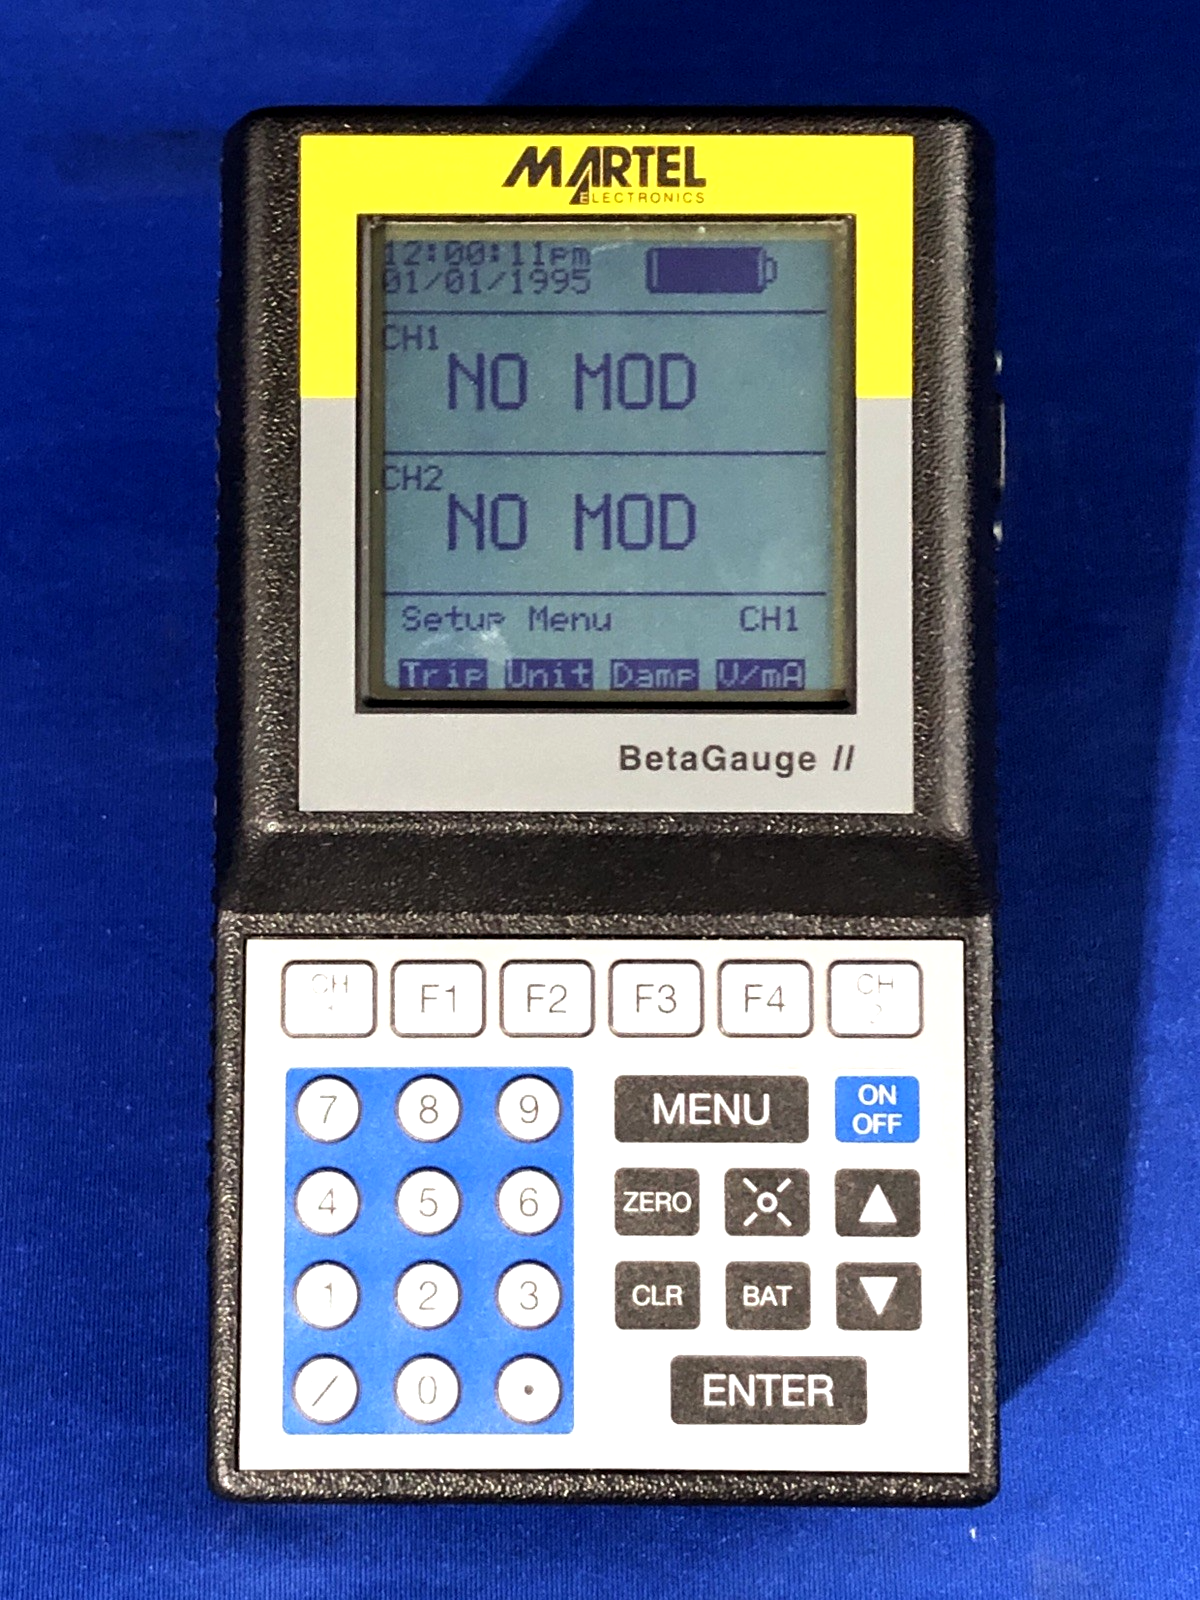 MARTEL
ELECTRONICS
12:00:11pm
01/01/1995
CH1
NO MOD
CH2
NO MOD
Setup Menu CH1
Trip Unit Damp V/mA
BetaGauge II
CH F1 F2 F3 F4 CH
7 8 9 MENU ON
OFF
4 5 6 ZERO
1 2 3 CLR BAT
/ 0 . ENTER